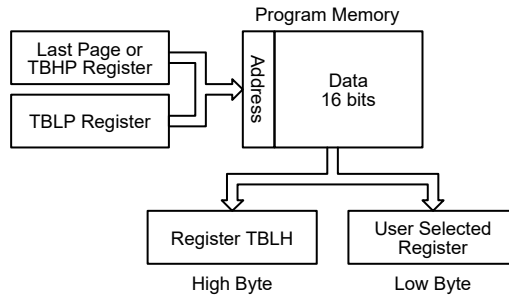 Program Memory
Last Page or
TBHP Register
TBLP Register
Address
Data
16 bits
Register TBLH
User Selected
Register
High Byte
Low Byte